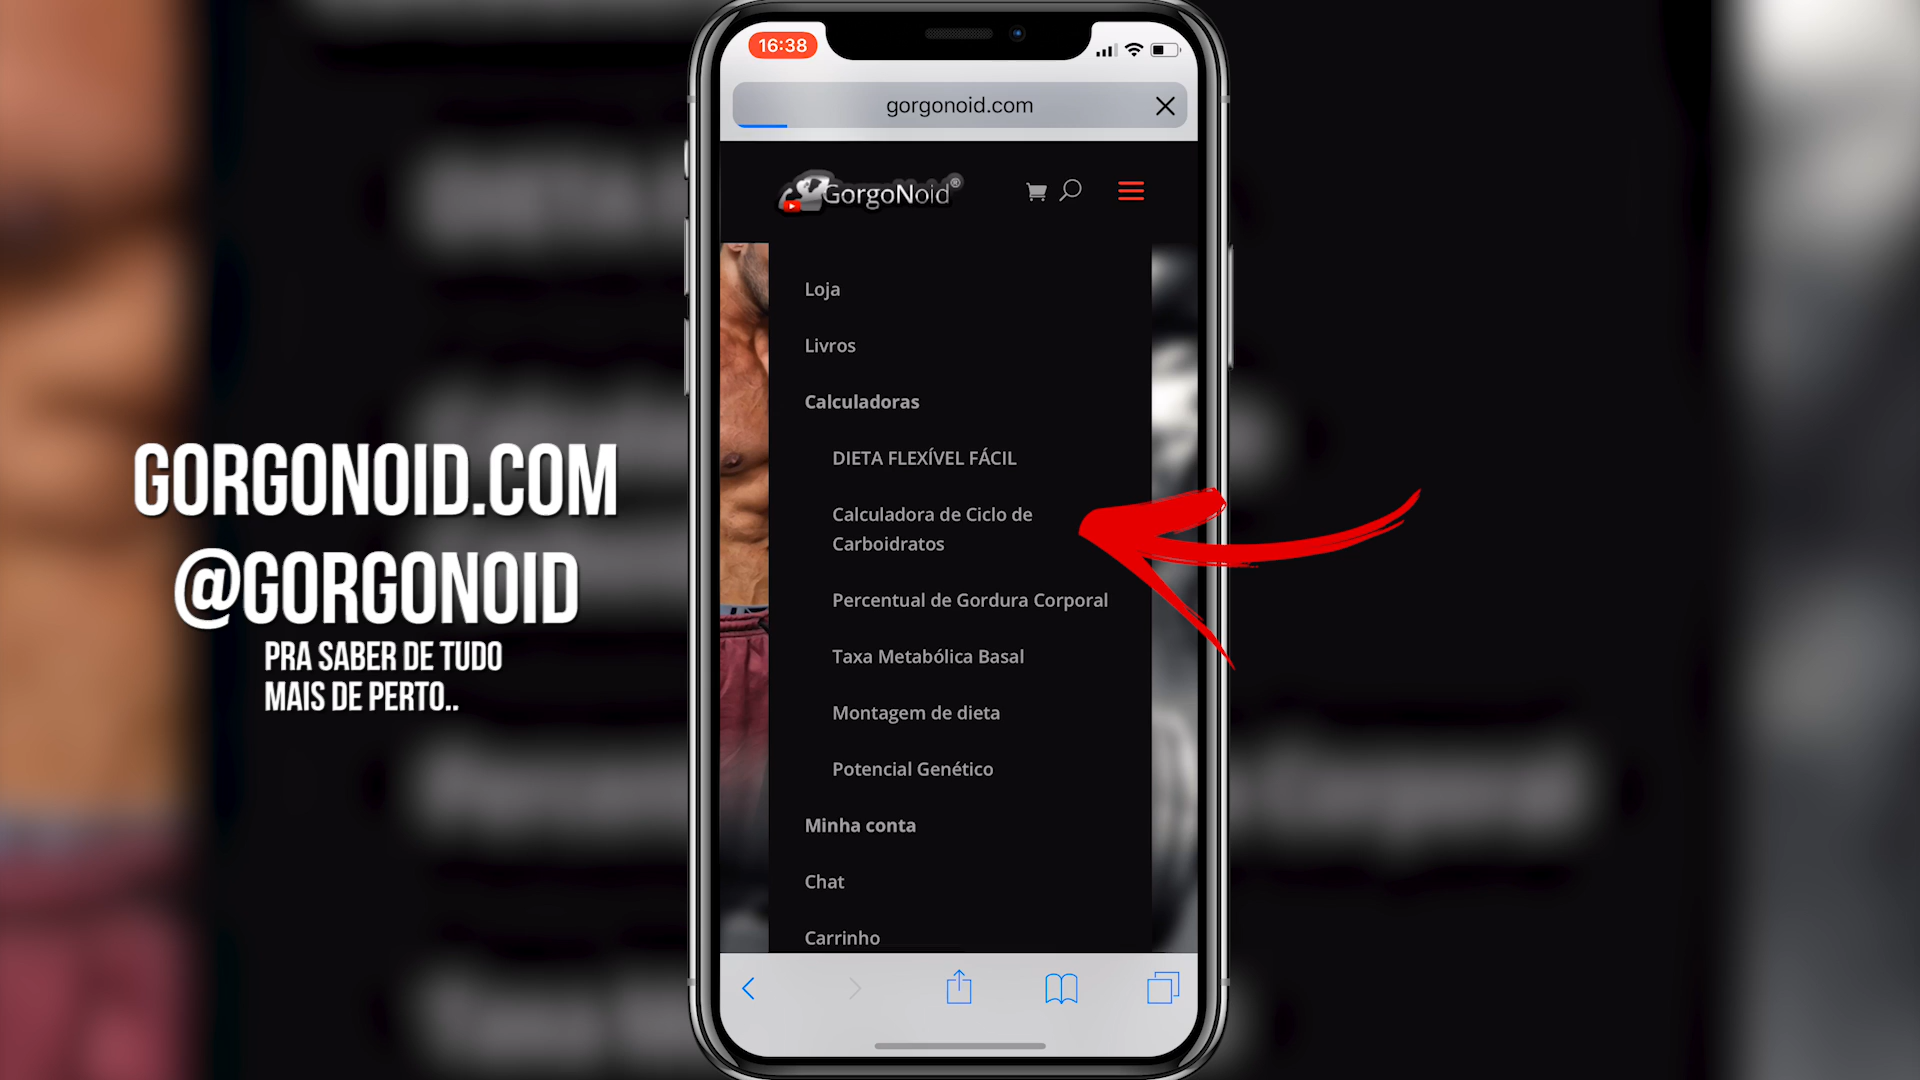 GORGONOID.COM
@GORGONOID
PRA SABER DE TUDO
MAIS DE PERTO..
16:38
gorgonoid.com
GorgoNoid®
Loja
Livros
Calculadoras
DIETA FLEXÍVEL FÁCIL
Calculadora de Ciclo de
Carboidratos
Percentual de Gordura Corporal
Taxa Metabólica Basal
Montagem de dieta
Potencial Genético
Minha conta
Chat
Carrinho